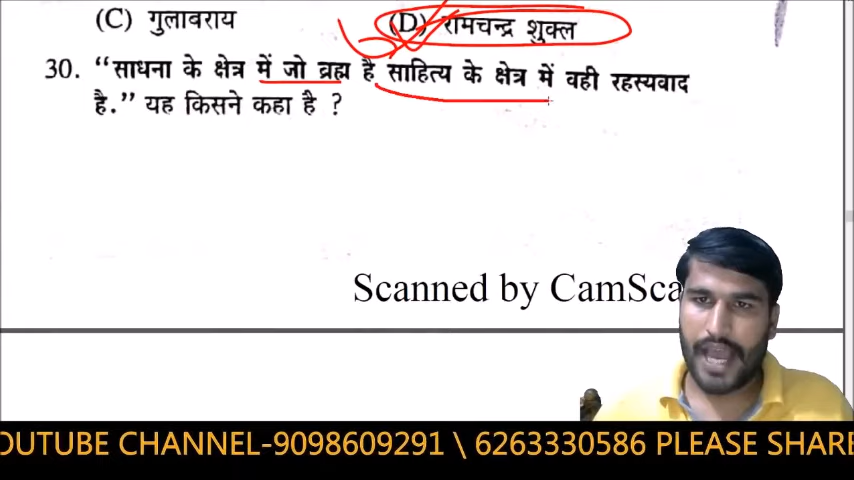 (C) गुलाबराय
(D) रामचन्द्र शुक्ल
30. “साधना के क्षेत्र में जो व्रह्म है साहित्य के क्षेत्र में वही रहस्यवाद
है.” यह किसने कहा है ?
Scanned by CamSca
OUTUBE CHANNEL-9098609291 \ 6263330586 PLEASE SHARE